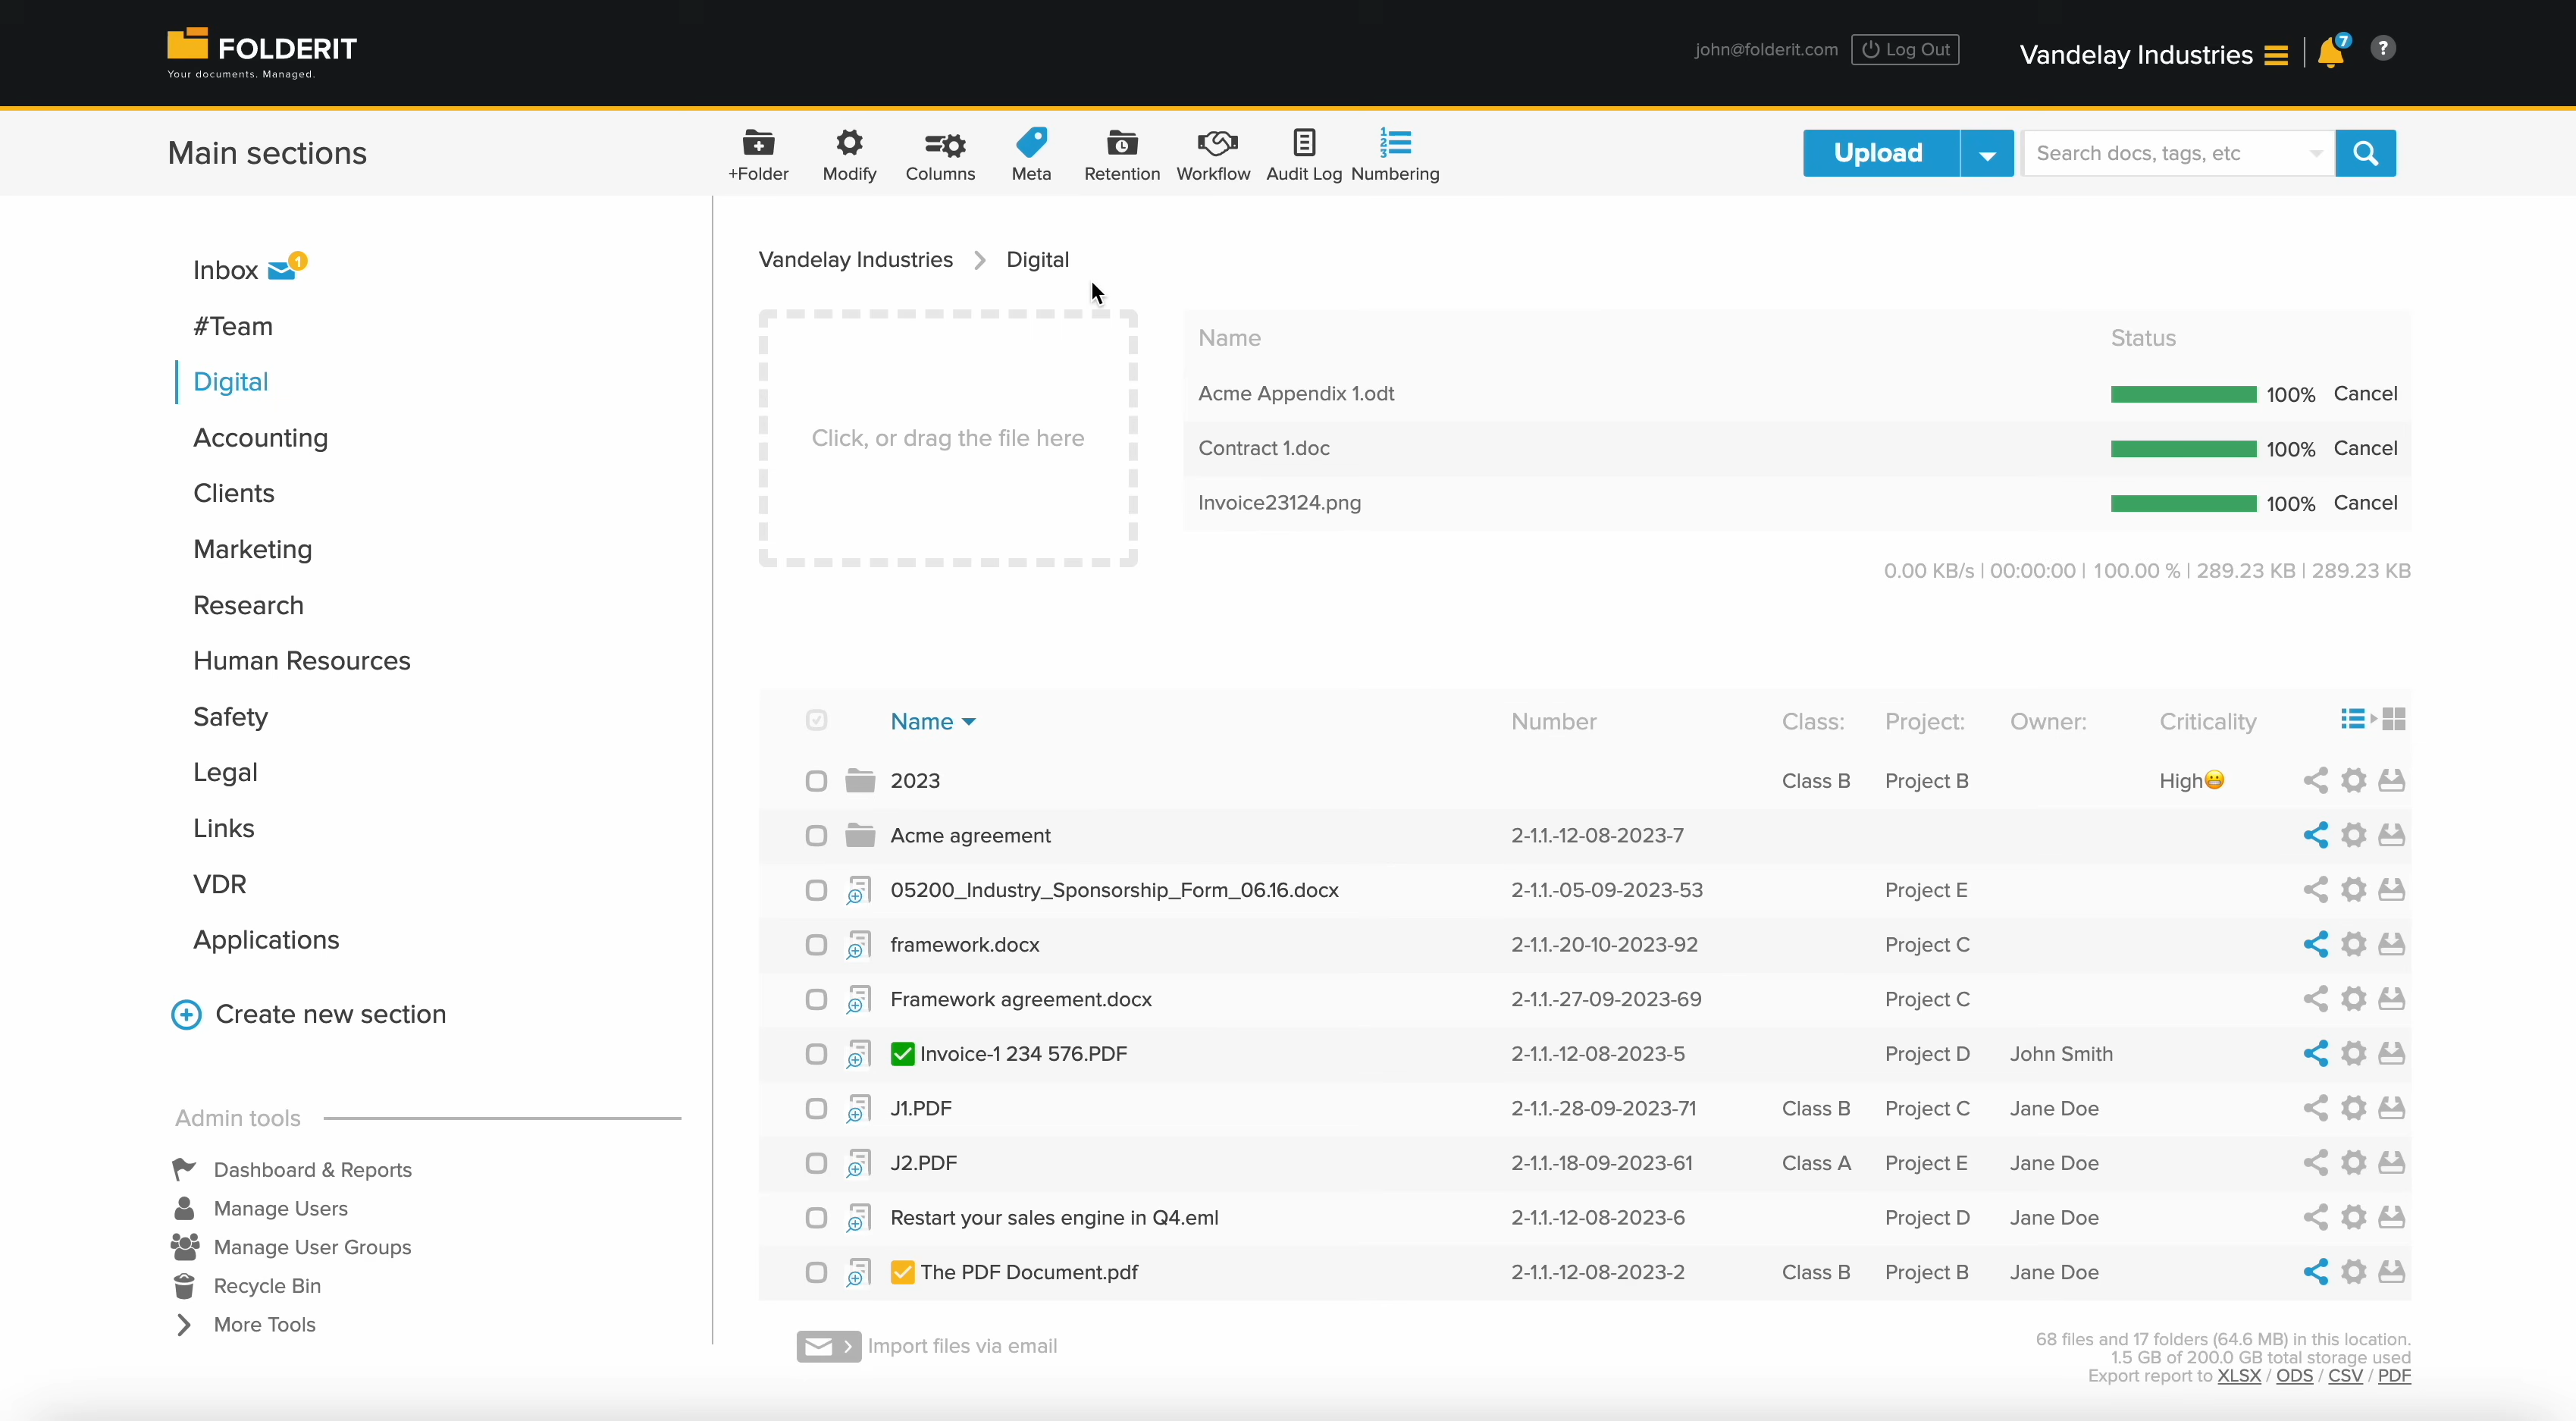 FOLDERIT
Your documents. Managed.
john@folderit.com Log Out
Vandelay Industries 7 ?
Main sections
+Folder Modify Columns Meta Retention Workflow Audit Log Numbering
Upload Search docs, tags, etc
Inbox 1
#Team
Digital
Accounting
Clients
Marketing
Research
Human Resources
Safety
Legal
Links
VDR
Applications
Create new section
Admin tools
Dashboard & Reports
Manage Users
Manage User Groups
Recycle Bin
More Tools
Vandelay Industries > Digital
Click, or drag the file here
Name Status
Acme Appendix 1.odt 100% Cancel
Contract 1.doc 100% Cancel
Invoice23124.png 100% Cancel
0.00 KB/s | 00:00:00 | 100.00 % | 289.23 KB | 289.23 KB
Name Number Class: Project: Owner: Criticality
2023 Class B Project B High😬
Acme agreement 2-1.1.-12-08-2023-7
05200_Industry_Sponsorship_Form_06.16.docx 2-1.1.-05-09-2023-53 Project E
framework.docx 2-1.1.-20-10-2023-92 Project C
Framework agreement.docx 2-1.1.-27-09-2023-69 Project C
Invoice-1 234 576.PDF 2-1.1.-12-08-2023-5 Project D John Smith
J1.PDF 2-1.1.-28-09-2023-71 Class B Project C Jane Doe
J2.PDF 2-1.1.-18-09-2023-61 Class A Project E Jane Doe
Restart your sales engine in Q4.eml 2-1.1.-12-08-2023-6 Project D Jane Doe
The PDF Document.pdf 2-1.1.-12-08-2023-2 Class B Project B Jane Doe
Import files via email
68 files and 17 folders (64.6 MB) in this location.
1.5 GB of 200.0 GB total storage used
Export report to XLSX / ODS / CSV / PDF